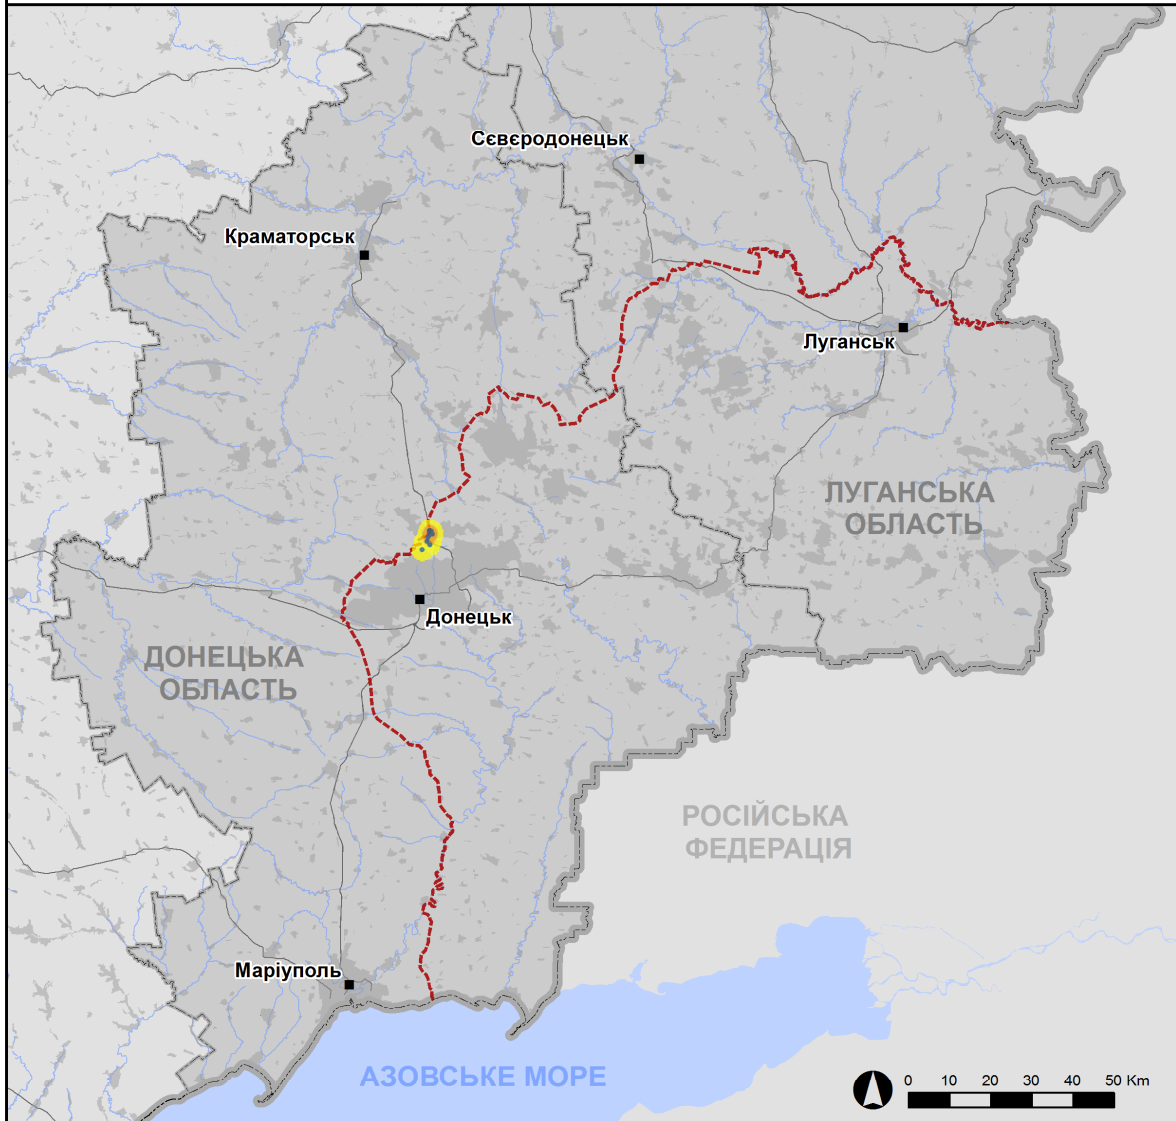 Сєвєродонецьк
Краматорськ
Луганськ
ЛУГАНСЬКА
ОБЛАСТЬ
Донецьк
ДОНЕЦЬКА
ОБЛАСТЬ
РОСІЙСЬКА
ФЕДЕРАЦІЯ
Маріуполь
АЗОВСЬКЕ МОРЕ
0 10 20 30 40 50 Km